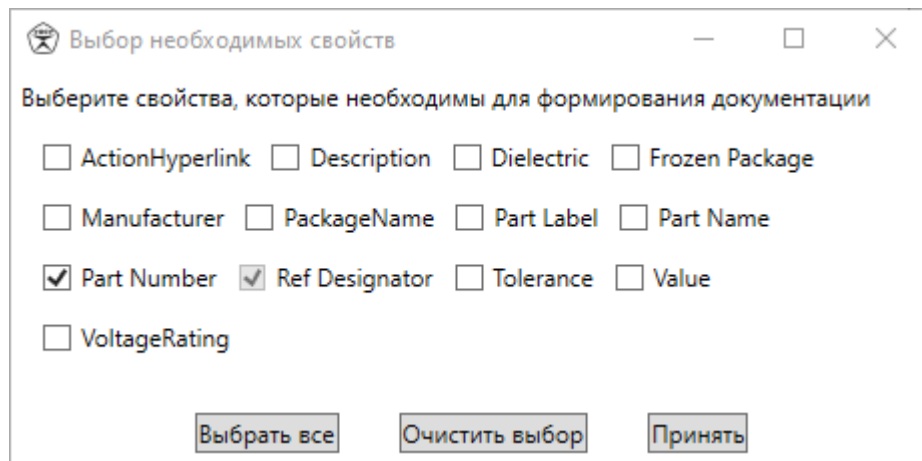 Выбор необходимых свойств
Выберите свойства, которые необходимы для формирования документации
ActionHyperlink Description Dielectric Frozen Package
Manufacturer PackageName Part Label Part Name
Part Number Ref Designator Tolerance Value
VoltageRating
Выбрать все Очистить выбор Принять